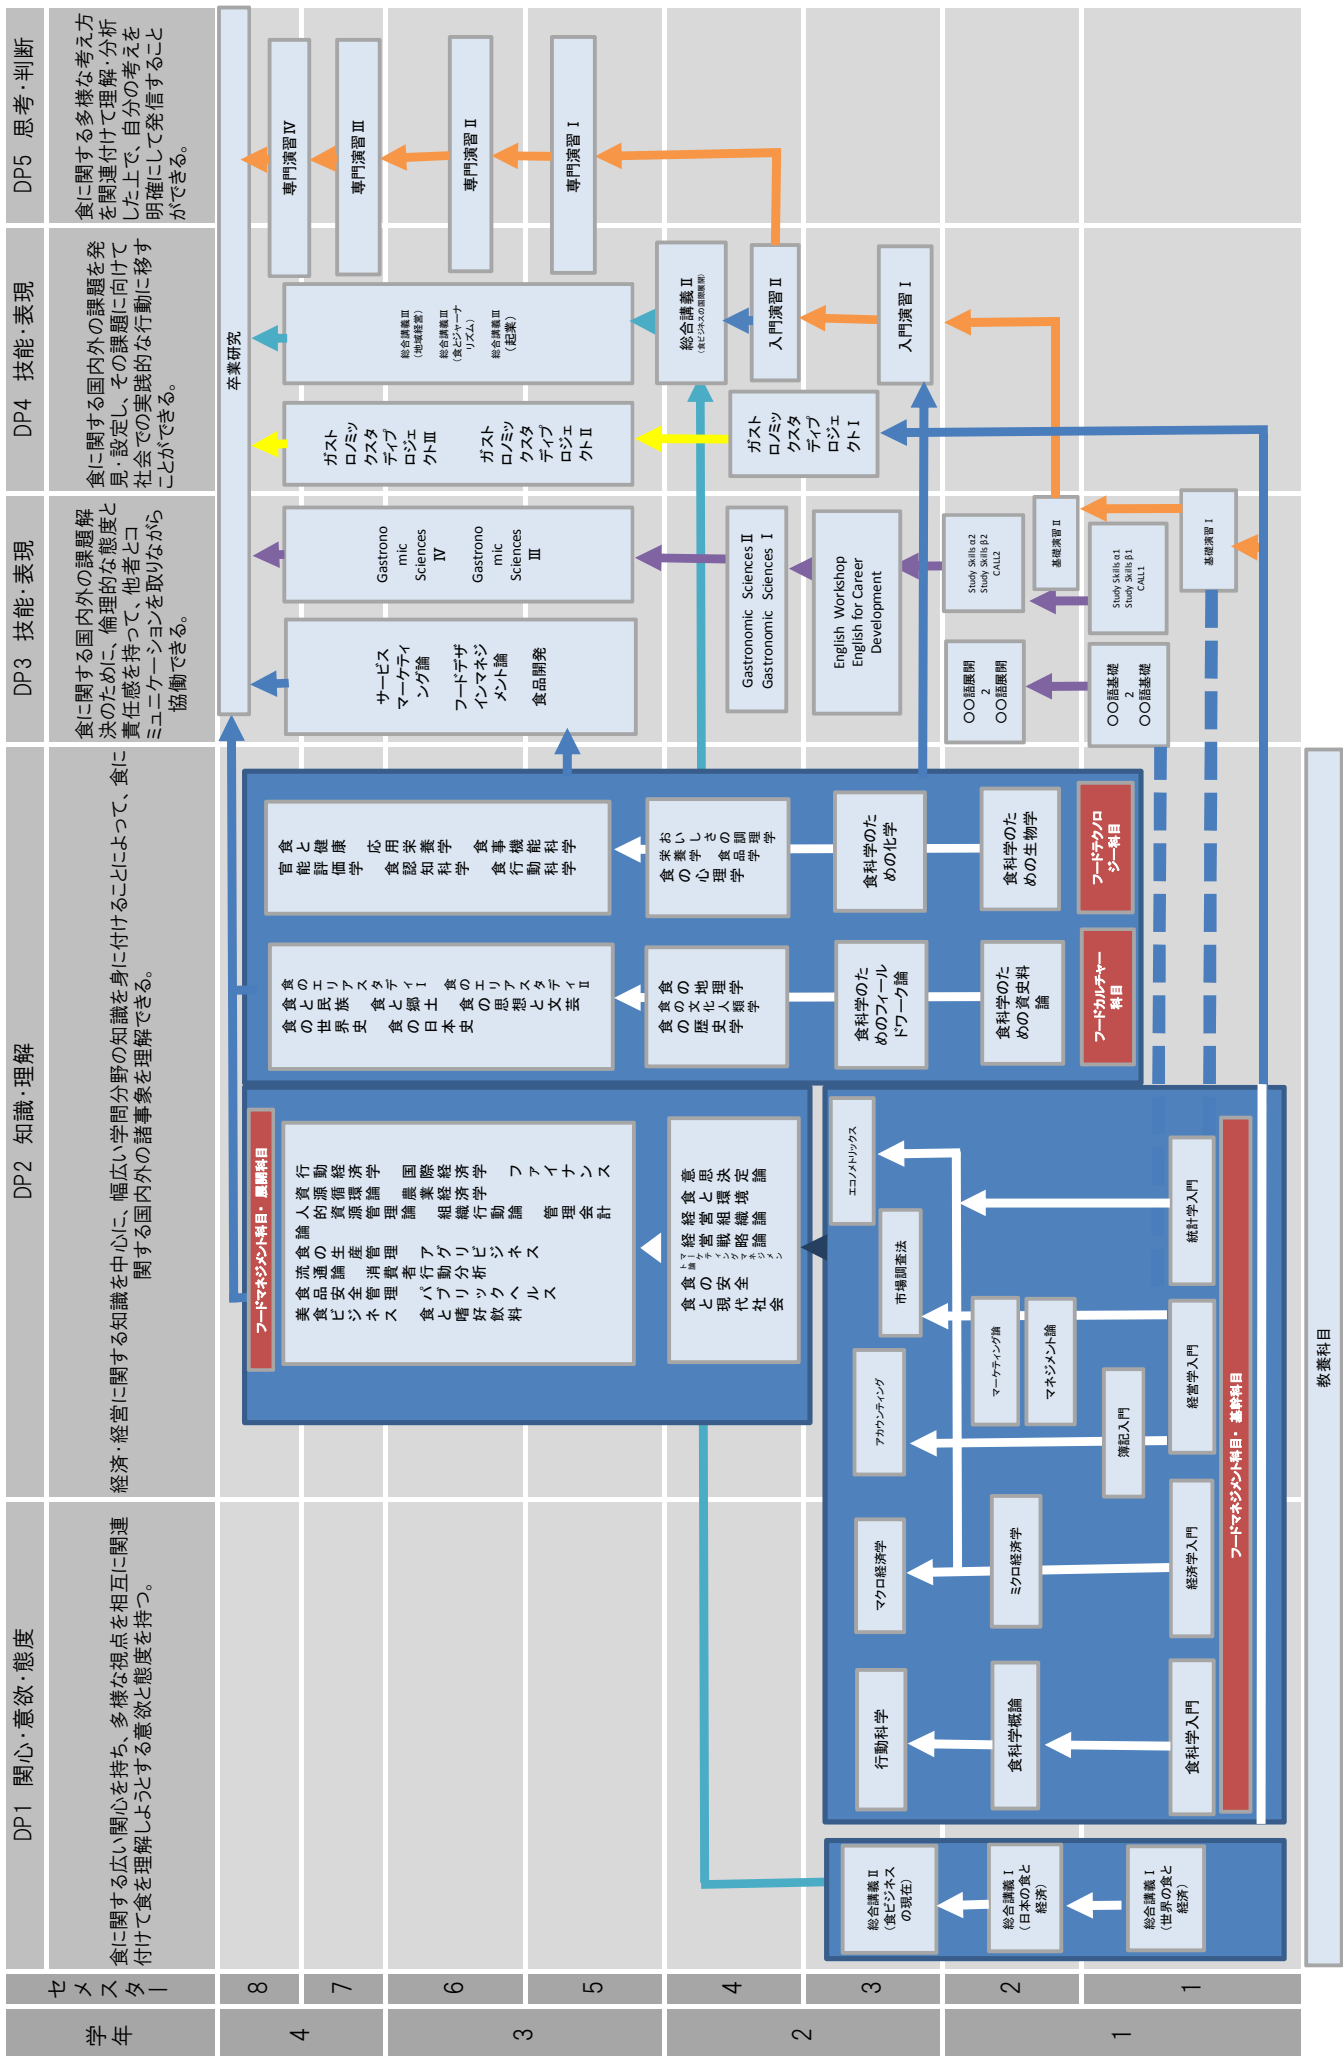 学年
セメスター
DP1 関心・意欲・態度
DP2 知識・理解
DP3 技能・表現
DP4 技能・表現
DP5 思考・判断
食に関する広い関心を持ち、多様な視点を相互に関連
付けて食を理解しようとする意欲と態度を持つ。
経済・経営に関する知識を中心に、幅広い学問分野の知識を身に付けることによって、食に
関する国内外の諸事象を理解できる。
食に関する国内外の課題解
決のために、倫理的な態度と
責任感を持って、他者とコ
ミュニケーションを取りながら
協働できる。
食に関する国内外の課題を発
見・設定し、その課題に向けて
社会での実践的な行動に移す
ことができる。
食に関する多様な考え方
を関連付けて理解・分析
した上で、自分の考えを
明確にして発信すること
ができる。
4
8
7
3
6
5
2
4
3
1
2
1
卒業研究
フードマネジメント科目・展開科目
行動経済学 国際経済学 ファイナンス
資源循環論 農業経済学
人的資源管理論 組織行動論 管理会計
論
食の生産管理 アグリビジネス
流通論 消費者行動分析
食品安全管理 パブリックヘルス
美食ビジネス 食と嗜好飲料
食のエリアスタディⅠ 食のエリアスタディⅡ
食と民族 食と郷土 食の思想と文芸
食の世界史 食の日本史
食と健康 応用栄養学 食事機能科学
官能評価学 食認知科学 食行動科学
サービス
マーケティ
ング論
フードデザ
インマネジ
メント論
食品開発
Gastrono
mic
Sciences
Ⅳ
Gastrono
mic
Sciences
Ⅲ
ガスト
ロノミッ
クスタ
ディプ
ロジェ
クトⅢ
ガスト
ロノミッ
クスタ
ディプ
ロジェ
クトⅡ
総合講義Ⅲ
(地域経営)
総合講義Ⅲ
(食とジャーナ
リズム)
総合講義Ⅲ
(起業)
専門演習Ⅳ
専門演習Ⅲ
専門演習Ⅱ
専門演習Ⅰ
意思決定論
食と環境
経営組織論
経営戦略論
マーケティングマネジメン
ト論
食の安全
食と現代社会
食の地理学
食の文化人類学
食の歴史学
おいしさの調理学
栄養学 食品学
食の心理学
Gastronomic Sciences Ⅱ
Gastronomic Sciences Ⅰ
ガスト
ロノミッ
クスタ
ディプ
ロジェ
クトⅠ
総合講義Ⅱ
(食ビジネスの国際展開)
入門演習Ⅱ
総合講義Ⅱ
(食ビジネス
の現在)
行動科学
マクロ経済学
アカウンティング
市場調査法
エコノメトリックス
食科学のた
めのフィール
ドワーク論
食科学のた
めの化学
English Workshop
English for Career
Development
入門演習Ⅰ
総合講義Ⅰ
(日本の食と
経済)
食科学概論
ミクロ経済学
マーケティング論
マネジメント論
食科学のた
めの資史料
論
食科学のた
めの生物学
〇〇語展開
2
〇〇語展開
Study Skills α2
Study Skills β2
CALL2
基礎演習Ⅱ
総合講義Ⅰ
(世界の食と
経済)
食科学入門
経済学入門
簿記入門
経営学入門
統計学入門
フードカルチャー
科目
フードテクノロ
ジー科目
〇〇語基礎
2
〇〇語基礎
Study Skills α1
Study Skills β1
CALL1
基礎演習Ⅰ
フードマネジメント科目・基幹科目
教養科目